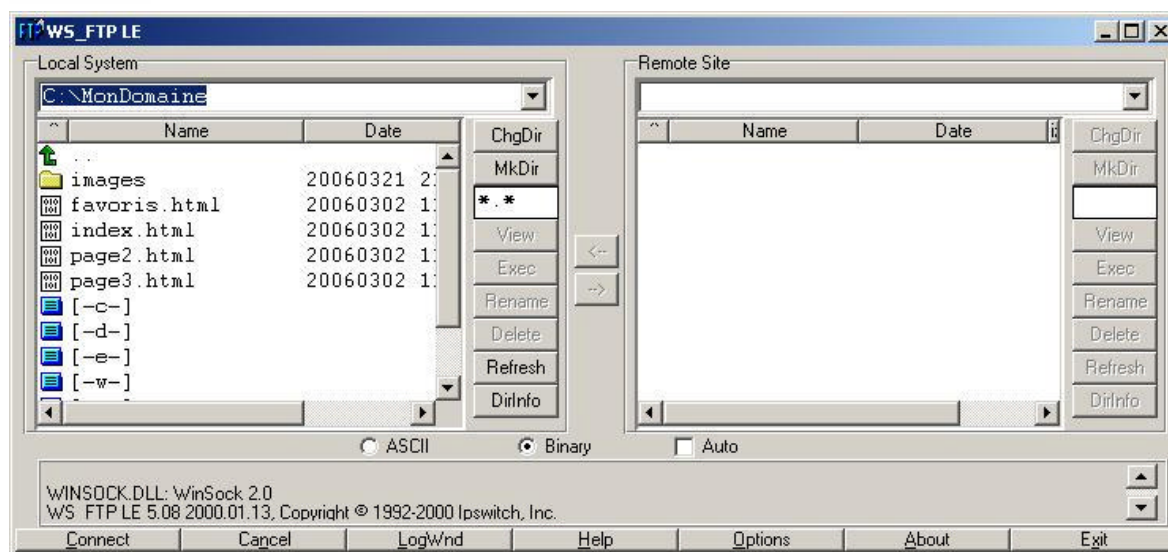 WS_FTP LE
Local System
C:\MonDomaine
^ Name Date
..
images 20060321 2
favoris.html 20060302 1
index.html 20060302 1
page2.html 20060302 1
page3.html 20060302 1
[-c-]
[-d-]
[-e-]
[-w-]
ChgDir
MkDir
*.*
View
Exec
Rename
Delete
Refresh
DirInfo
<--
-->
Remote Site
^ Name Date
ChgDir
MkDir
View
Exec
Rename
Delete
Refresh
DirInfo
ASCII Binary Auto
WINSOCK.DLL: WinSock 2.0
WS_FTP LE 5.08 2000.01.13, Copyright © 1992-2000 Ipswitch, Inc.
Connect Cancel LogWnd Help Options About Exit